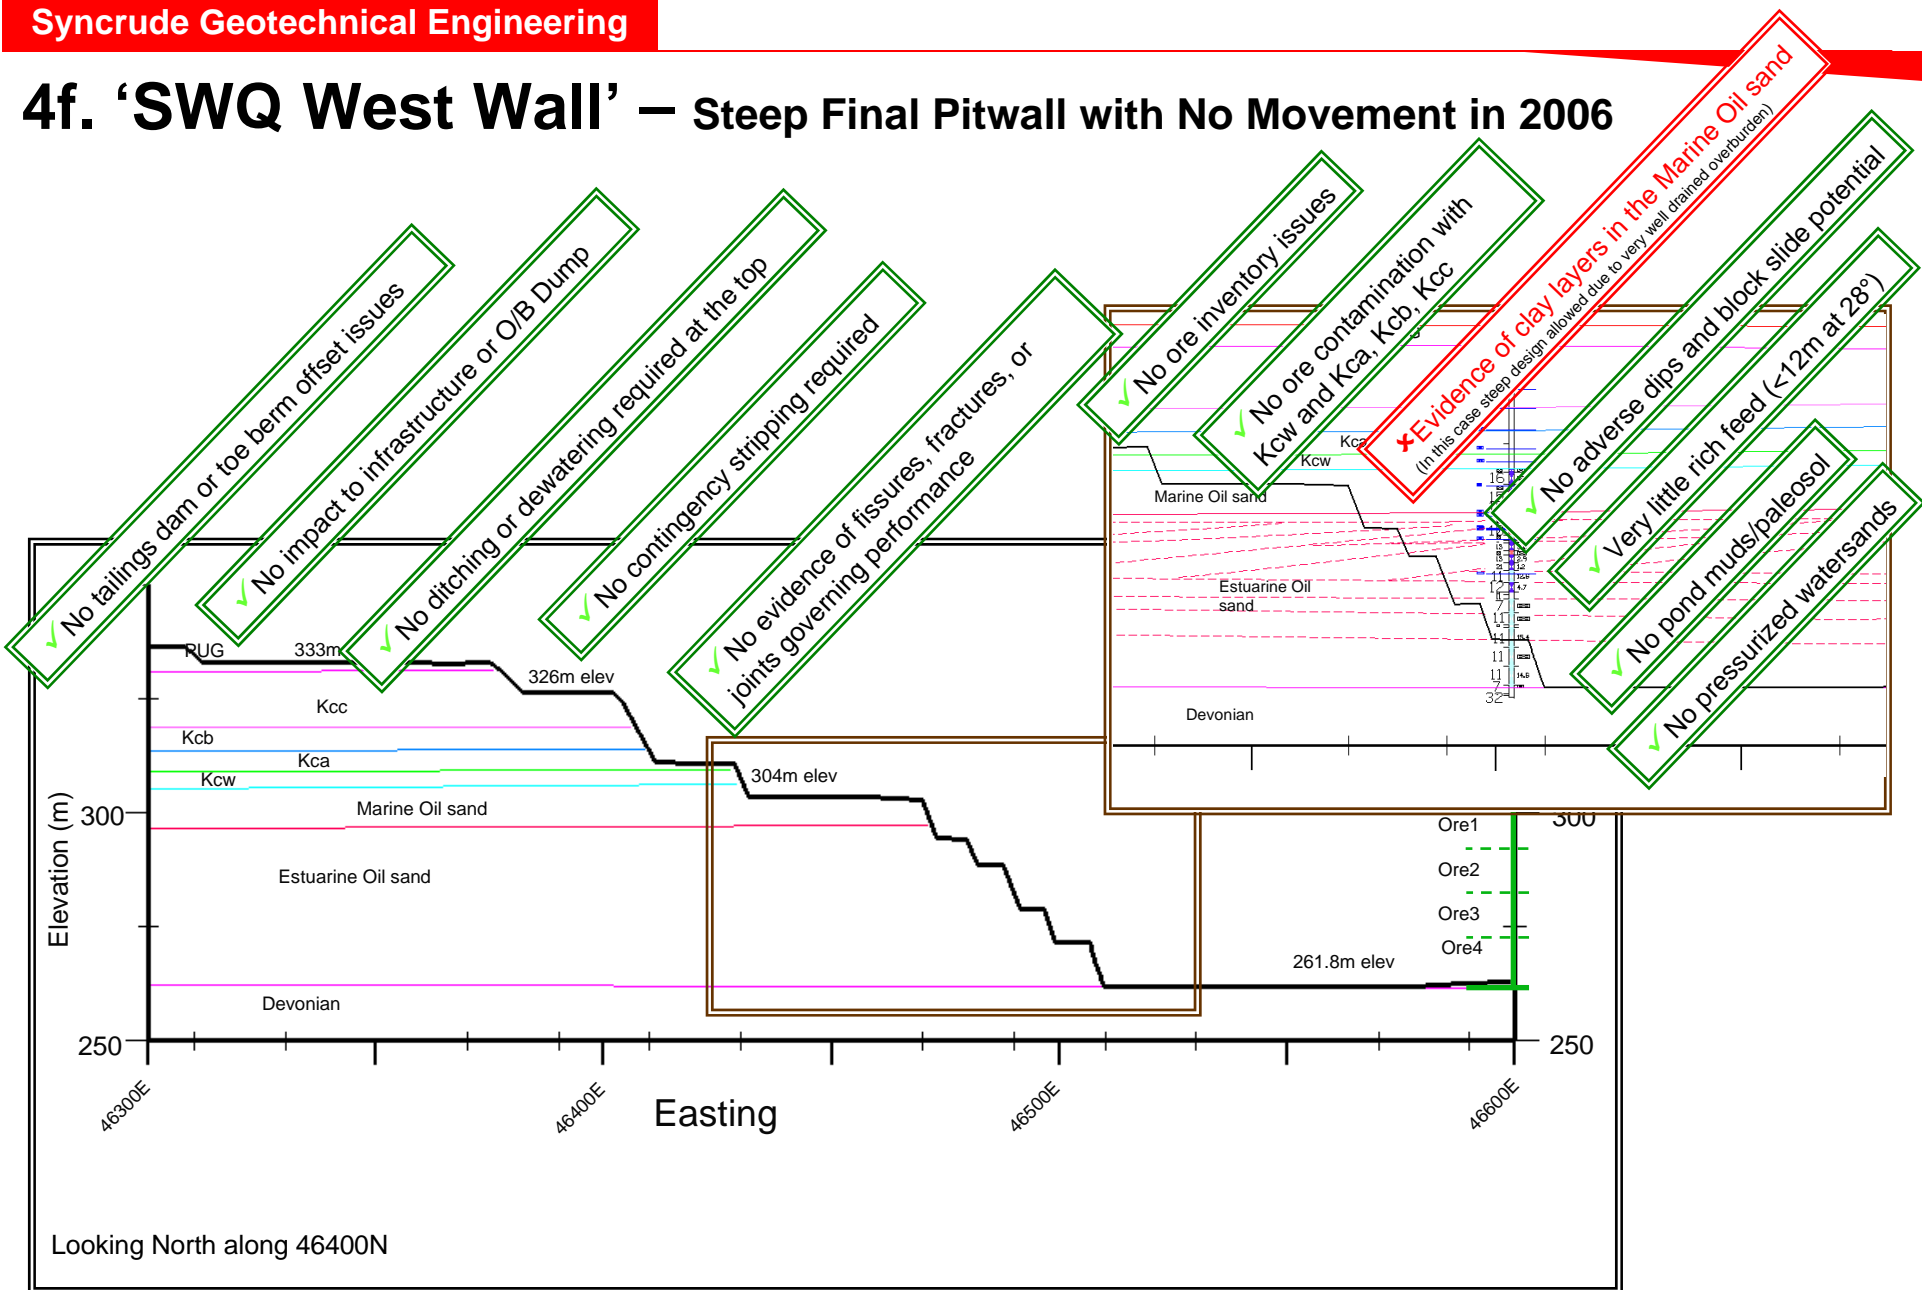 Syncrude Geotechnical Engineering
4f. ‘SWQ West Wall’ – Steep Final Pitwall with No Movement in 2006
✓ No tailings dam or toe berm offset issues
✓ No impact to infrastructure or O/B Dump
✓ No ditching or dewatering required at the top
✓ No contingency stripping required
✓ No evidence of fissures, fractures, or
joints governing performance
✓ No ore inventory issues
✓ No ore contamination with
Kcw and Kca, Kcb, Kcc
✘Evidence of clay layers in the Marine Oil sand
(In this case steep design allowed due to very well drained overburden)
✓ No adverse dips and block slide potential
✓ Very little rich feed (<12m at 28°)
✓ No pond muds/paleosol
✓ No pressurized watersands
Kca
Kcw
Marine Oil sand
Estuarine Oil
sand
Devonian
PUG
333m
326m elev
Kcc
Kcb
Kca
Kcw
304m elev
Marine Oil sand
Estuarine Oil sand
261.8m elev
Devonian
Ore1
Ore2
Ore3
Ore4
Elevation (m)
300
250
300
250
46300E
46400E
46500E
46600E
Easting
Looking North along 46400N